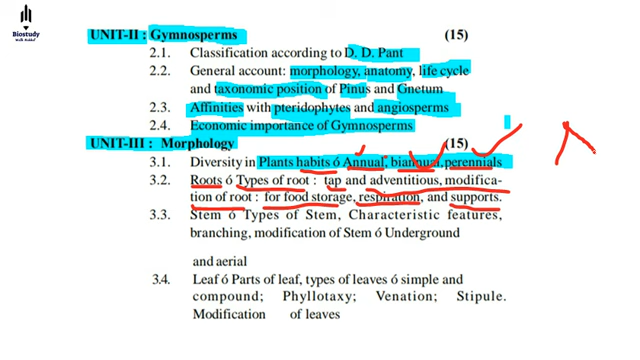 Biostudy
UNIT-II : Gymnosperms (15)
2.1. Classification according to D. D. Pant
2.2. General account: morphology, anatomy, life cycle
and taxonomic position of Pinus and Gnetum
2.3. Affinities with pteridophytes and angiosperms
2.4. Economic importance of Gymnosperms
UNIT-III : Morphology (15)
3.1. Diversity in Plants habits ó Annual, biannual, perennials
3.2. Roots ó Types of root : tap and adventitious, modifica-
tion of root : for food storage, respiration, and supports.
3.3. Stem ó Types of Stem, Characteristic features,
branching, modification of Stem ó Underground
and aerial
3.4. Leaf ó Parts of leaf, types of leaves ó simple and
compound; Phyllotaxy; Venation; Stipule.
Modification of leaves